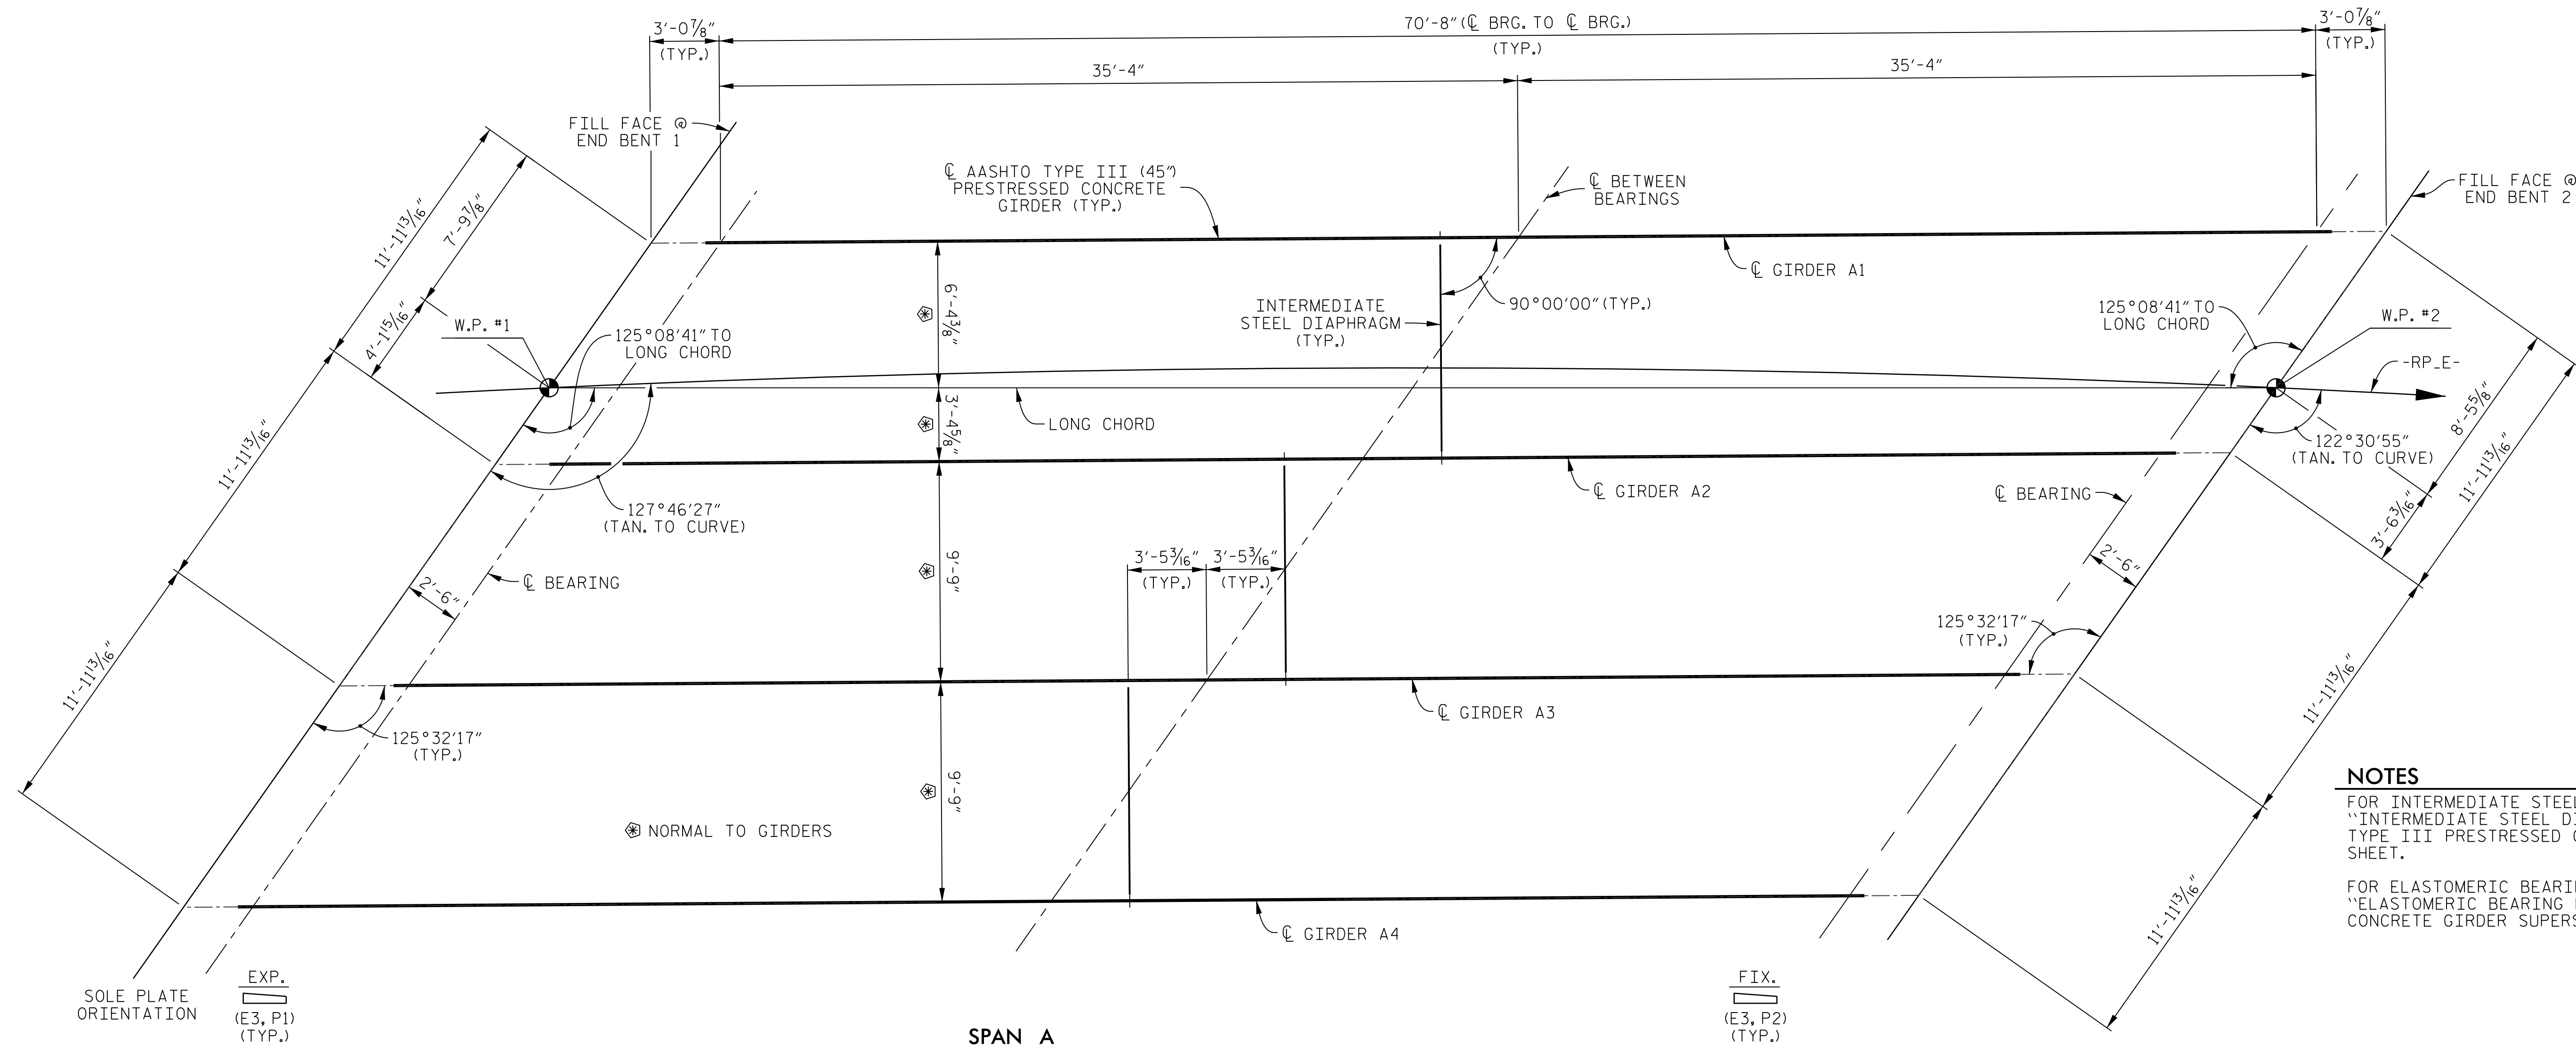 3'-0⅞"
(TYP.)
70'-8" (℄ BRG. TO ℄ BRG.)
(TYP.)
3'-0⅞"
(TYP.)
35'-4"
35'-4"
FILL FACE @
END BENT 1
℄ AASHTO TYPE III (45")
PRESTRESSED CONCRETE
GIRDER (TYP.)
℄ BETWEEN
BEARINGS
FILL FACE @
END BENT 2
11'-11¹³⁄₁₆"
7'-9⅞"
4'-1¹⁵⁄₁₆"
W.P. #1
125°08'41" TO
LONG CHORD
6'-4⅜"
℄ GIRDER A1
INTERMEDIATE
STEEL DIAPHRAGM
(TYP.)
90°00'00" (TYP.)
125°08'41" TO
LONG CHORD
W.P. #2
-RP_E-
LONG CHORD
3'-4⅝"
11'-11¹³⁄₁₆"
127°46'27"
(TAN. TO CURVE)
℄ GIRDER A2
℄ BEARING
122°30'55"
(TAN. TO CURVE)
8'-5⅝"
11'-11¹³⁄₁₆"
3'-6³⁄₁₆"
2'-6"
℄ BEARING
9'-9"
3'-5³⁄₁₆"
(TYP.)
3'-5³⁄₁₆"
(TYP.)
2'-6"
125°32'17"
(TYP.)
11'-11¹³⁄₁₆"
125°32'17"
(TYP.)
℄ GIRDER A3
11'-11¹³⁄₁₆"
9'-9"
NORMAL TO GIRDERS
℄ GIRDER A4
11'-11¹³⁄₁₆"
NOTES
FOR INTERMEDIATE STEEL
"INTERMEDIATE STEEL DI
TYPE III PRESTRESSED
SHEET.
FOR ELASTOMERIC BEARI
"ELASTOMERIC BEARING
CONCRETE GIRDER SUPERS
SOLE PLATE
ORIENTATION
EXP.
(E3, P1)
(TYP.)
FIX.
(E3, P2)
(TYP.)
SPAN A